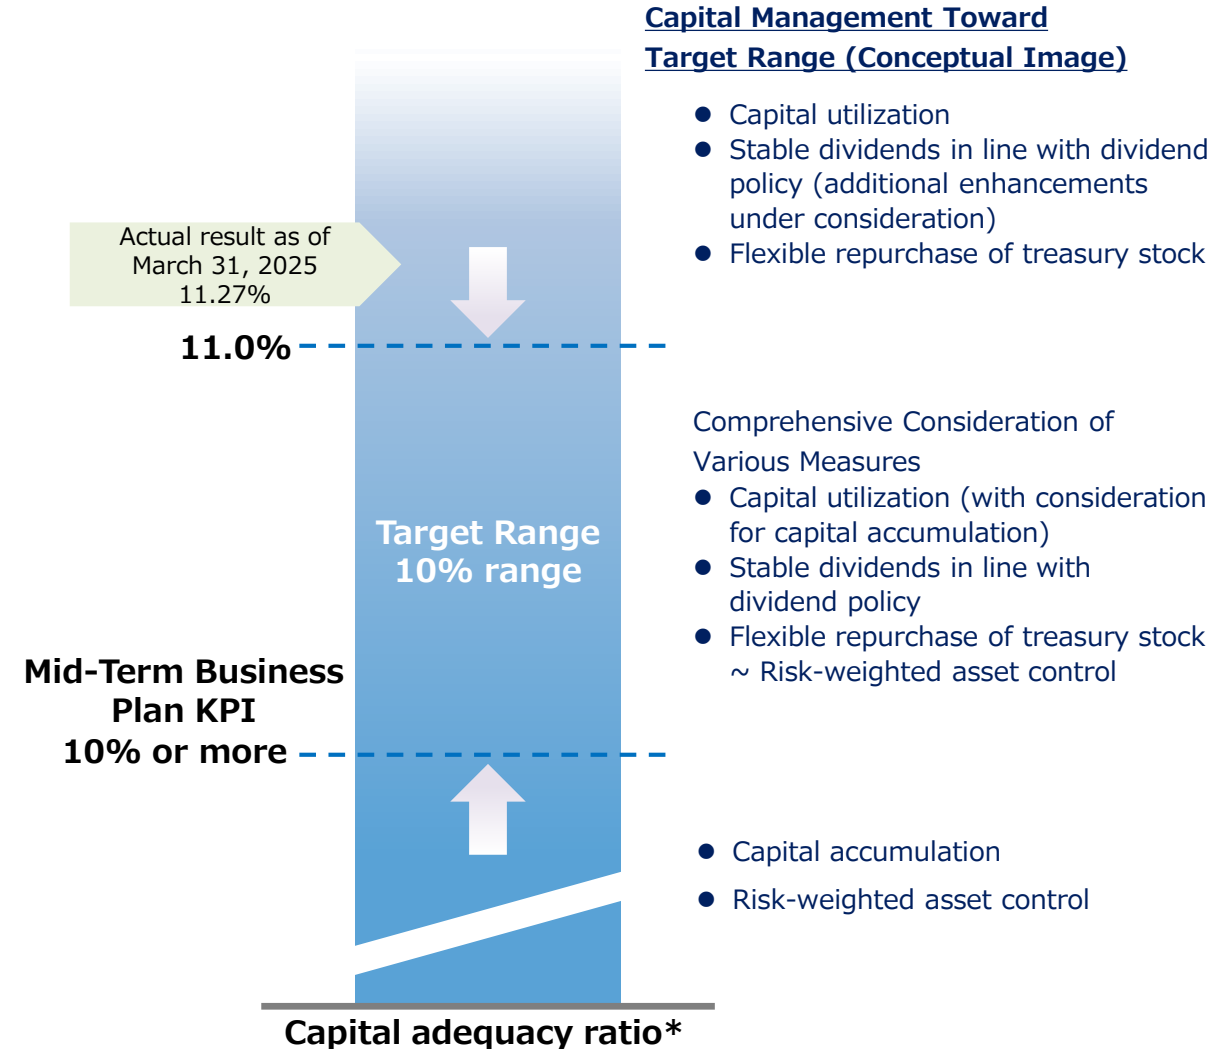 Capital Management Toward
Target Range (Conceptual Image)
● Capital utilization
● Stable dividends in line with dividend
policy (additional enhancements
under consideration)
● Flexible repurchase of treasury stock
Actual result as of
March 31, 2025
11.27%
11.0%
Comprehensive Consideration of
Various Measures
● Capital utilization (with consideration
for capital accumulation)
● Stable dividends in line with
dividend policy
● Flexible repurchase of treasury stock
~ Risk-weighted asset control
Target Range
10% range
Mid-Term Business
Plan KPI
10% or more
● Capital accumulation
● Risk-weighted asset control
Capital adequacy ratio*